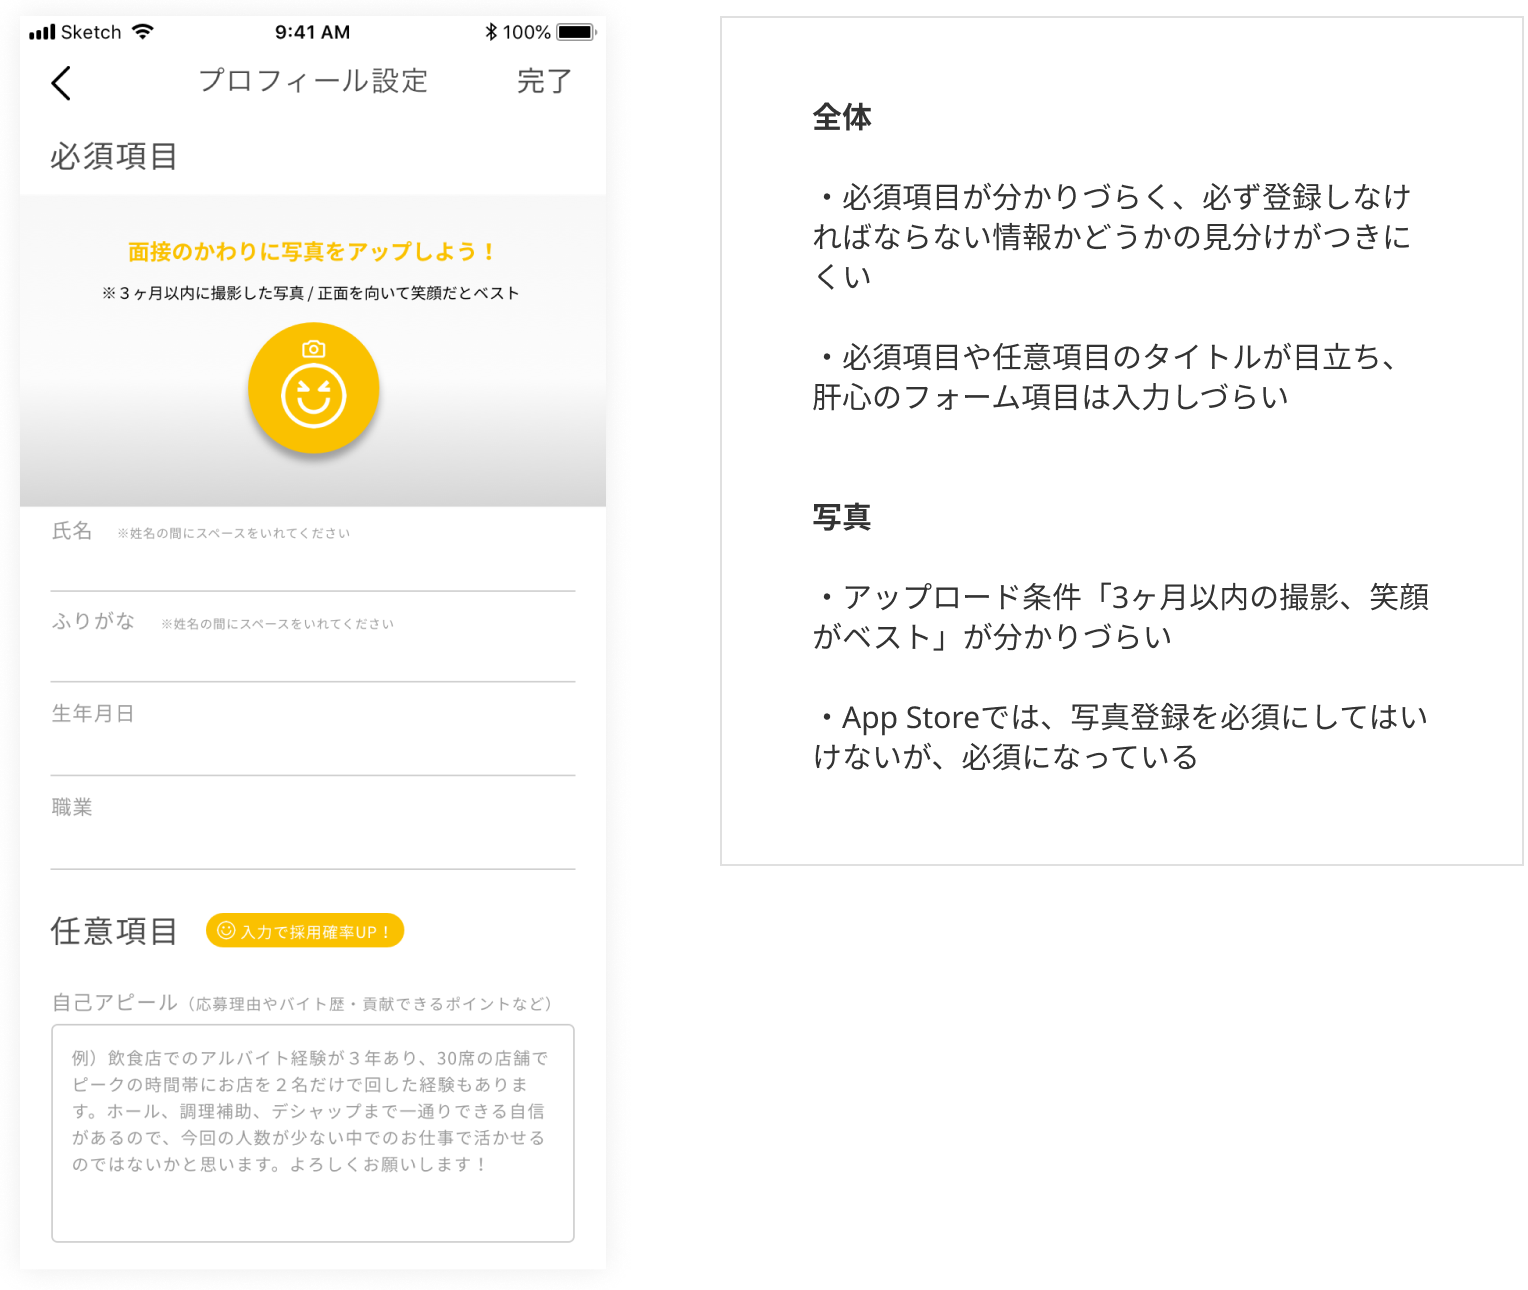 Sketch 9:41 AM 100%
プロフィール設定 完了
必須項目
面接のかわりに写真をアップしよう！
※３ヶ月以内に撮影した写真 / 正面を向いて笑顔だとベスト
氏名 ※姓名の間にスペースをいれてください
ふりがな ※姓名の間にスペースをいれてください
生年月日
職業
任意項目 入力で採用確率UP！
自己アピール（応募理由やバイト歴・貢献できるポイントなど）
例）飲食店でのアルバイト経験が３年あり、30席の店舗で
ピークの時間帯にお店を２名だけで回した経験もありま
す。ホール、調理補助、デシャップまで一通りできる自信
があるので、今回の人数が少ない中でのお仕事で活かせる
のではないかと思います。よろしくお願いします！
全体
・必須項目が分かりづらく、必ず登録しなけ
ればならない情報かどうかの見分けがつきに
くい
・必須項目や任意項目のタイトルが目立ち、
肝心のフォーム項目は入力しづらい
写真
・アップロード条件「3ヶ月以内の撮影、笑顔
がベスト」が分かりづらい
・App Storeでは、写真登録を必須にしてはい
けないが、必須になっている